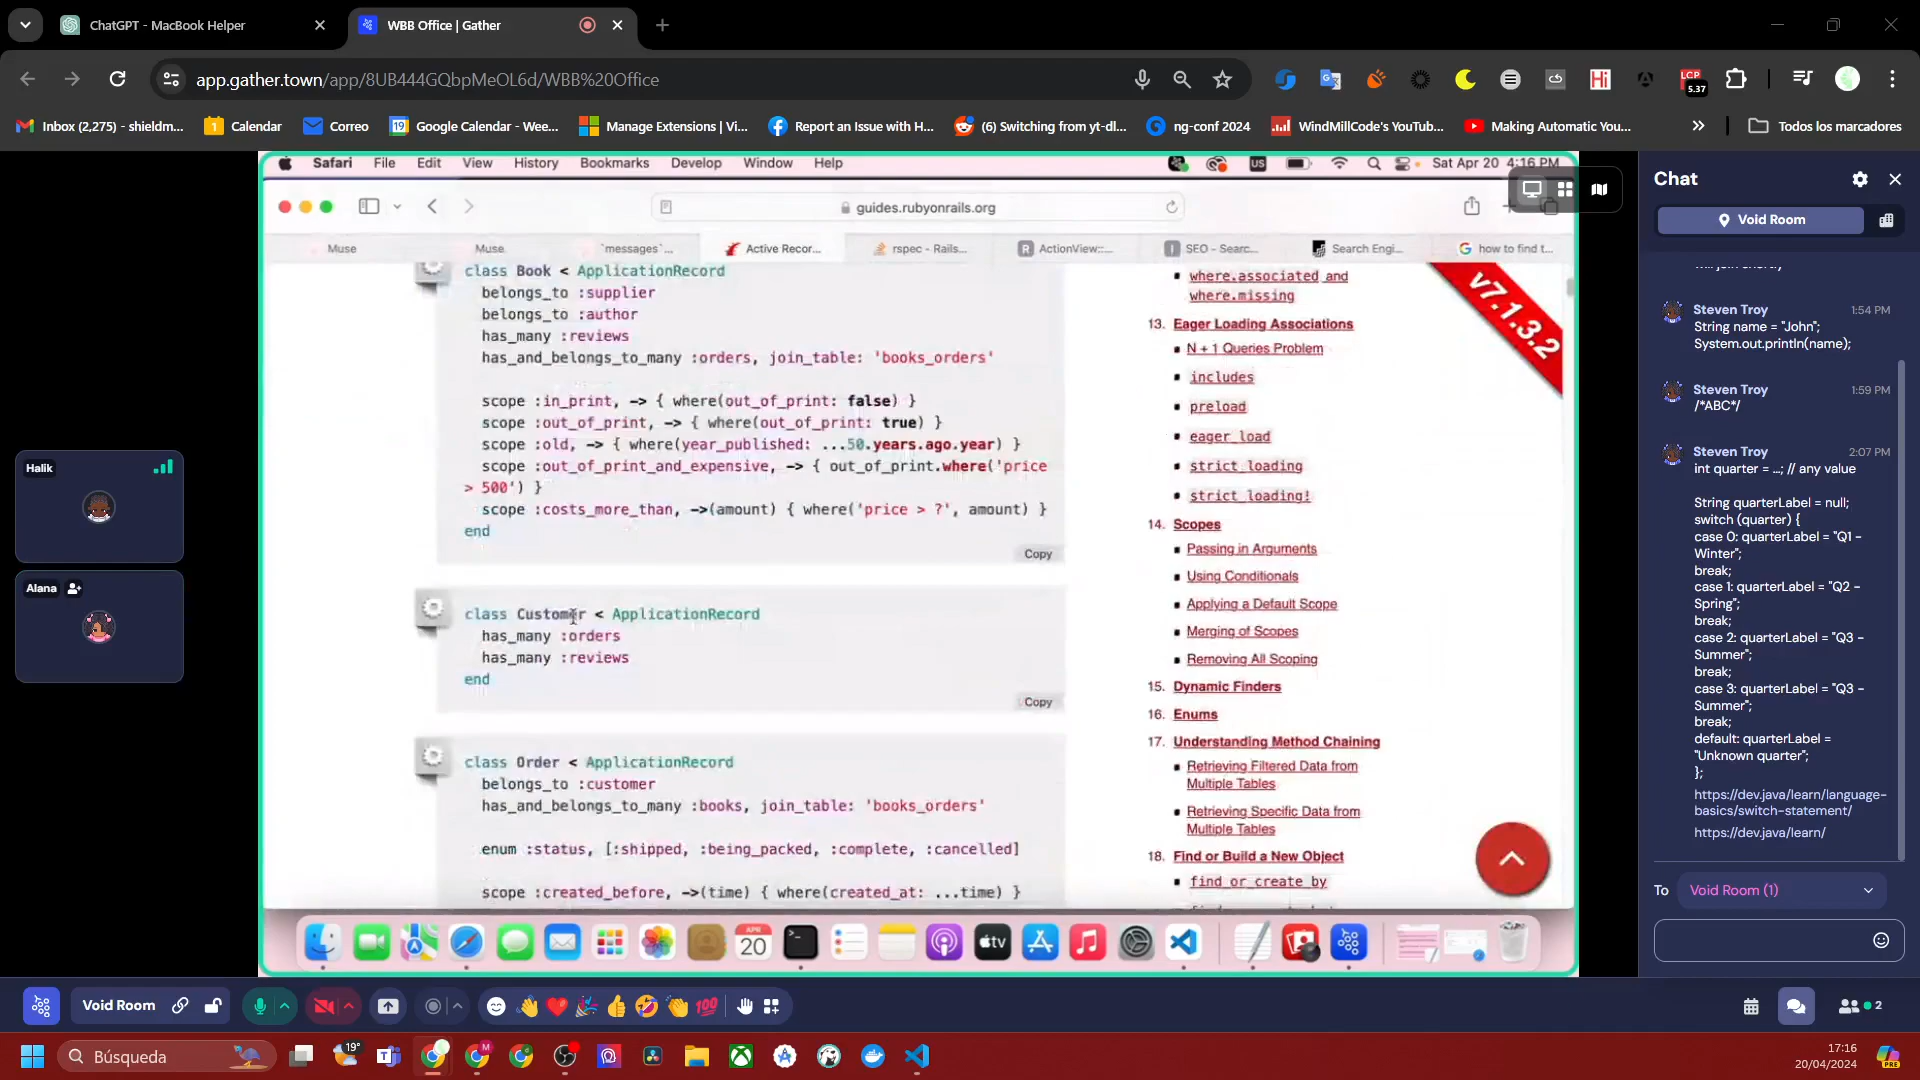 ChatGPT - MacBook Helper
WBB Office | Gather
app.gather.town/app/8UB444GQbpMeOL6d/WBB%20Office
LCP
5.37
Hi
Inbox (2,275) - shieldm...
Calendar
Correo
Google Calendar - Wee...
Manage Extensions | Vi...
Report an Issue with H...
(6) Switching from yt-dl...
ng-conf 2024
WindMillCode's YouTub...
Making Automatic You...
Todos los marcadores
Safari File Edit View History Bookmarks Develop Window Help
US
Sat Apr 20 4:16 PM
guides.rubyonrails.org
Muse
Muse
`messages`...
Active Recor...
rspec - Rails...
ActionView::...
SEO - Searc...
Search Engi...
how to find t...
class Book < ApplicationRecord
belongs_to :supplier
belongs_to :author
has_many :reviews
has_and_belongs_to_many :orders, join_table: 'books_orders'
scope :in_print, -> { where(out_of_print: false) }
scope :out_of_print, -> { where(out_of_print: true) }
scope :old, -> { where(year_published: ...50.years.ago.year) }
scope :out_of_print_and_expensive, -> { out_of_print.where('price
> 500') }
scope :costs_more_than, ->(amount) { where('price > ?', amount) }
end
Copy
class Customer < ApplicationRecord
has_many :orders
has_many :reviews
end
Copy
class Order < ApplicationRecord
belongs_to :customer
has_and_belongs_to_many :books, join_table: 'books_orders'
enum :status, [:shipped, :being_packed, :complete, :cancelled]
scope :created_before, ->(time) { where(created_at: ...time) }
where.associated and
where.missing
13. Eager Loading Associations
N + 1 Queries Problem
includes
preload
eager_load
strict_loading
strict_loading!
14. Scopes
Passing in Arguments
Using Conditionals
Applying a Default Scope
Merging of Scopes
Removing All Scoping
15. Dynamic Finders
16. Enums
17. Understanding Method Chaining
Retrieving Filtered Data from
Multiple Tables
Retrieving Specific Data from
Multiple Tables
18. Find or Build a New Object
find_or_create_by
v7.1.3.2
APR
20
tv
Halik
Alana
Chat
Void Room
Steven Troy 1:54 PM
String name = "John";
System.out.println(name);
Steven Troy 1:59 PM
/*ABC*/
Steven Troy 2:07 PM
int quarter = ...; // any value
String quarterLabel = null;
switch (quarter) {
case 0: quarterLabel = "Q1 -
Winter";
break;
case 1: quarterLabel = "Q2 -
Spring";
break;
case 2: quarterLabel = "Q3 -
Summer";
break;
case 3: quarterLabel = "Q3 -
Summer";
break;
default: quarterLabel =
"Unknown quarter";
};
https://dev.java/learn/language-
basics/switch-statement/
https://dev.java/learn/
To Void Room (1)
Void Room
2
Búsqueda
19°
17:16
20/04/2024
PRE